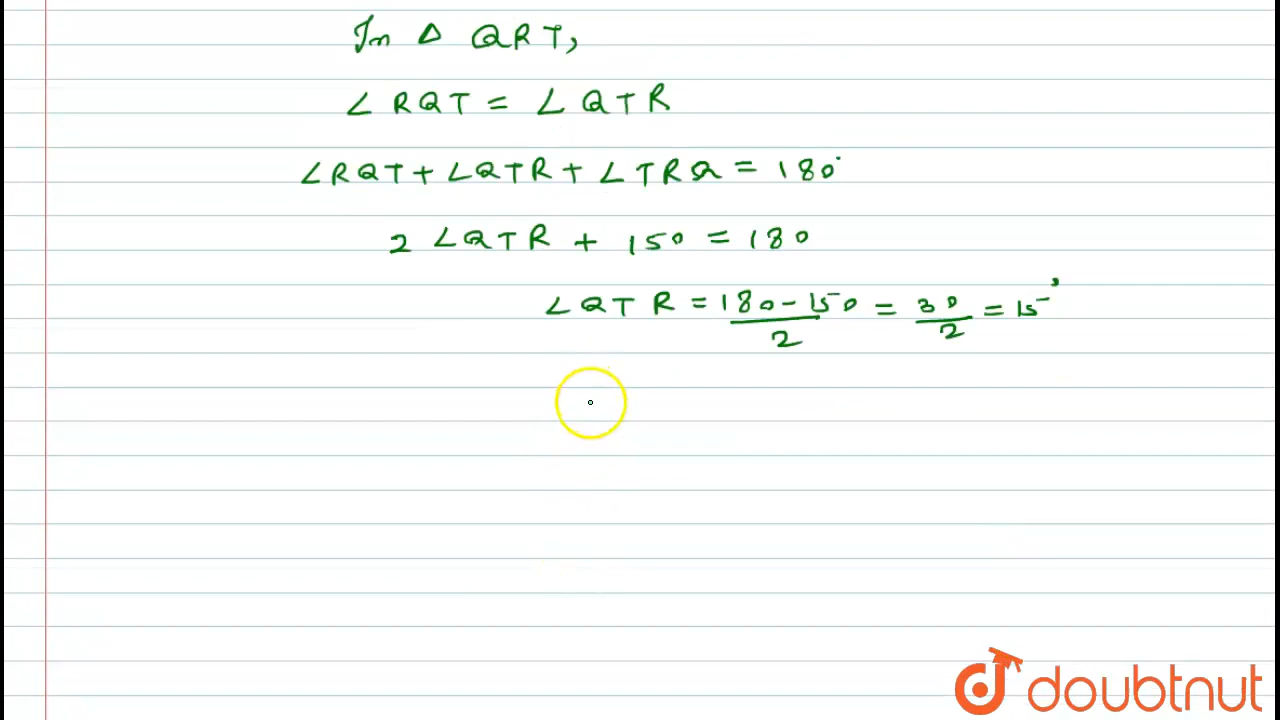 In Δ QRT,
∠RQT = ∠QTR
∠RQT + ∠QTR + ∠TRQ = 180°
2 ∠QTR + 150 = 180
∠QTR = 180-150/2 = 30/2 = 15°
doubtnut